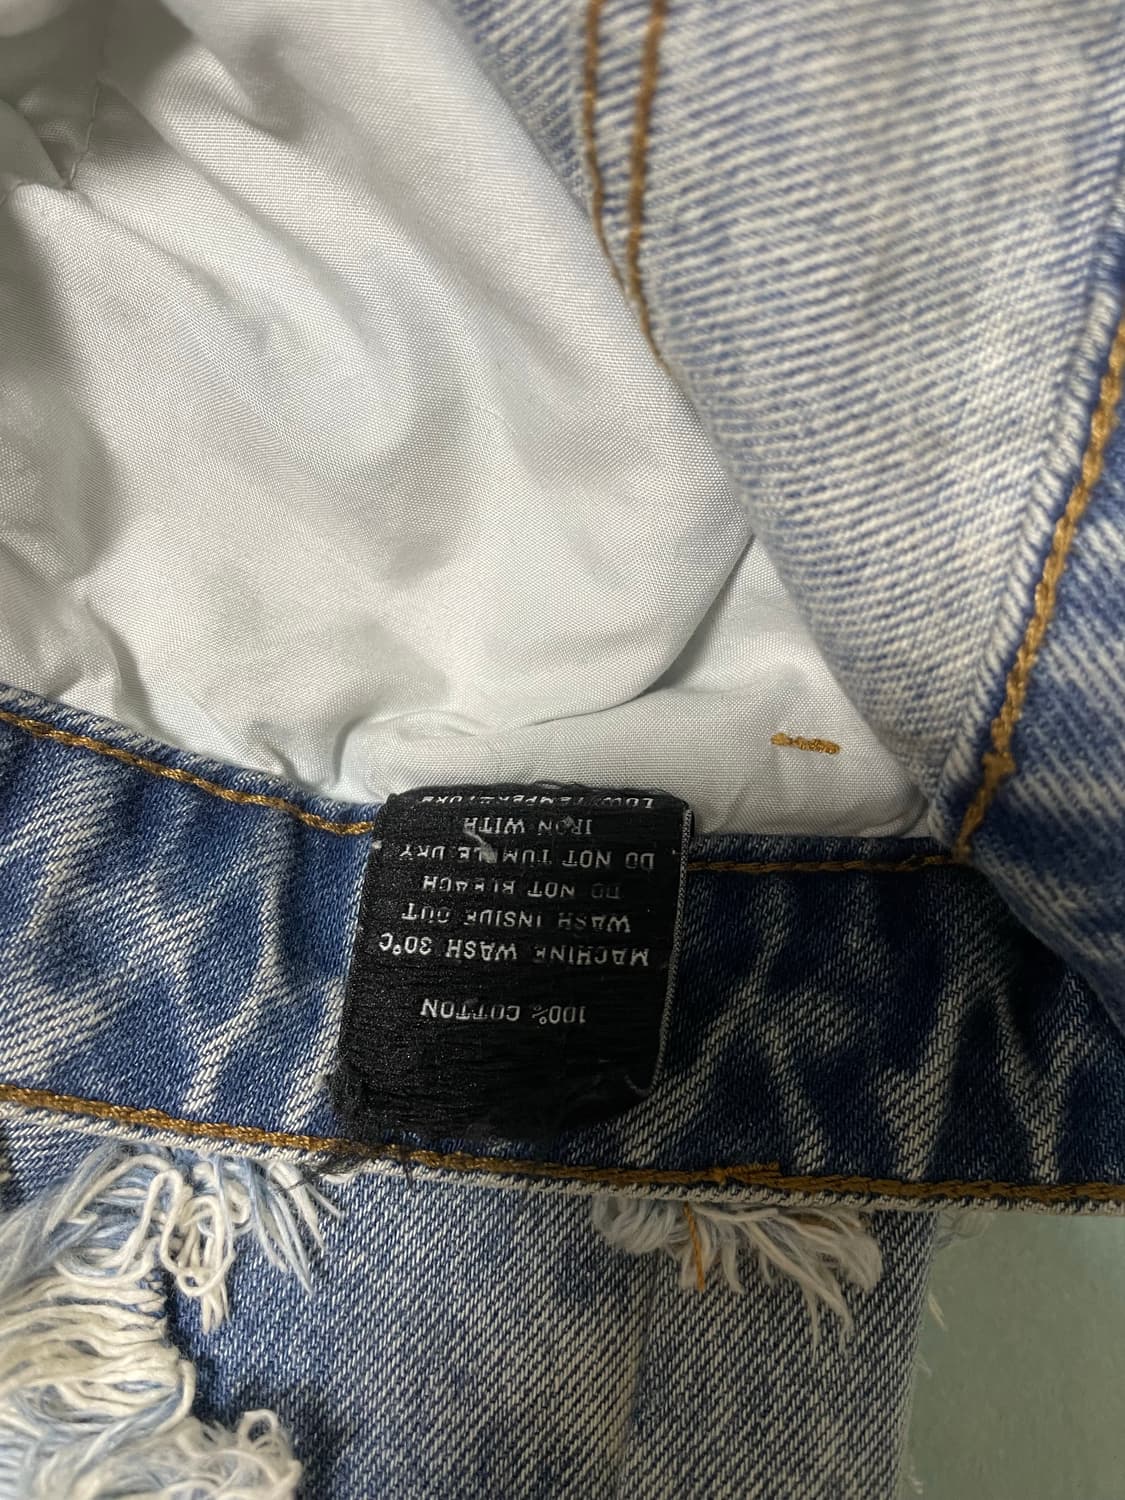 100% COTTON
MACHINE WASH 30°C
WASH INSIDE OUT
DO NOT BLEACH
DO NOT TUMBLE DRY
IRON WITH
LOW TEMPERATURE